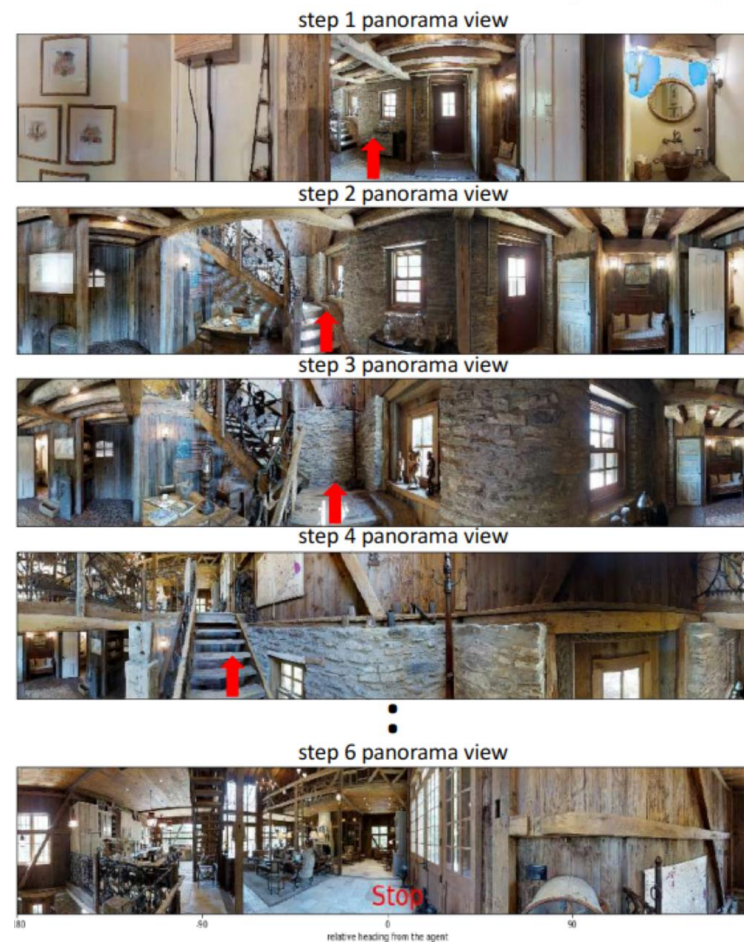 step 1 panorama view
step 2 panorama view
step 3 panorama view
step 4 panorama view
step 6 panorama view
Stop
-90 0 90
relative heading from the agent